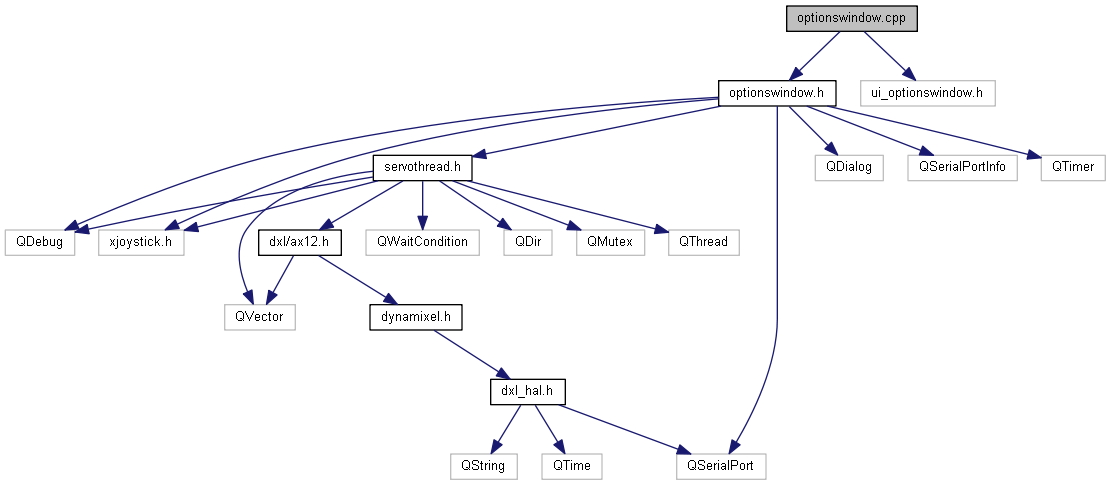 optionswindow.cpp
optionswindow.h
ui_optionswindow.h
servothread.h
QDialog
QSerialPortInfo
QTimer
QDebug
xjoystick.h
dxl/ax12.h
QWaitCondition
QDir
QMutex
QThread
QVector
dynamixel.h
dxl_hal.h
QString
QTime
QSerialPort